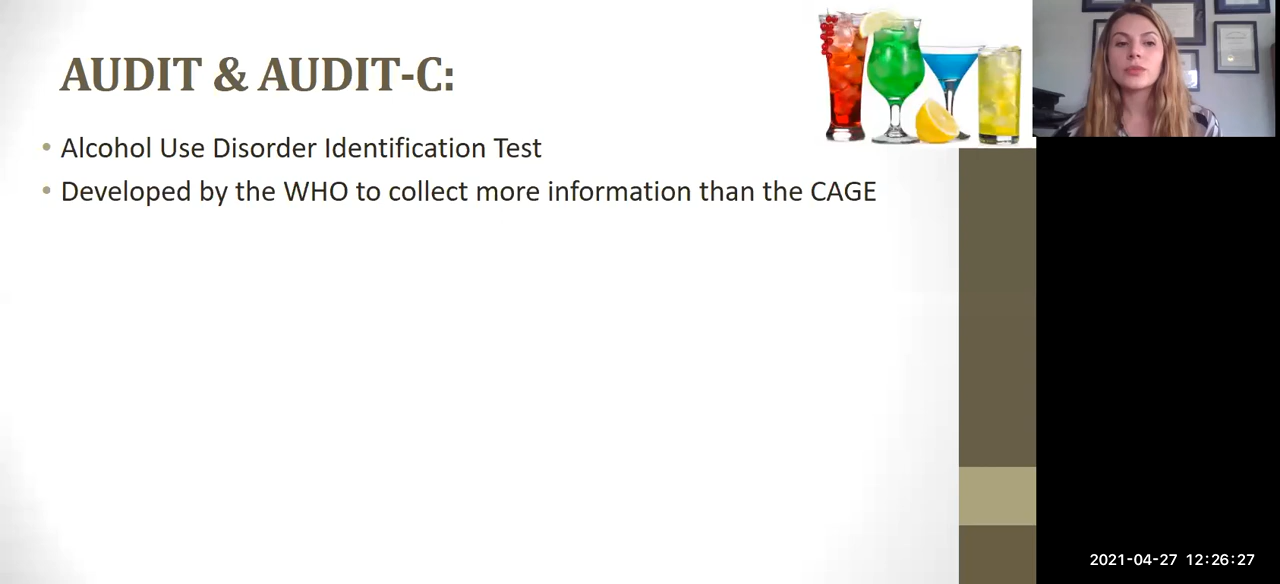 AUDIT & AUDIT-C:
• Alcohol Use Disorder Identification Test
• Developed by the WHO to collect more information than the CAGE
2021-04-27 12:26:27